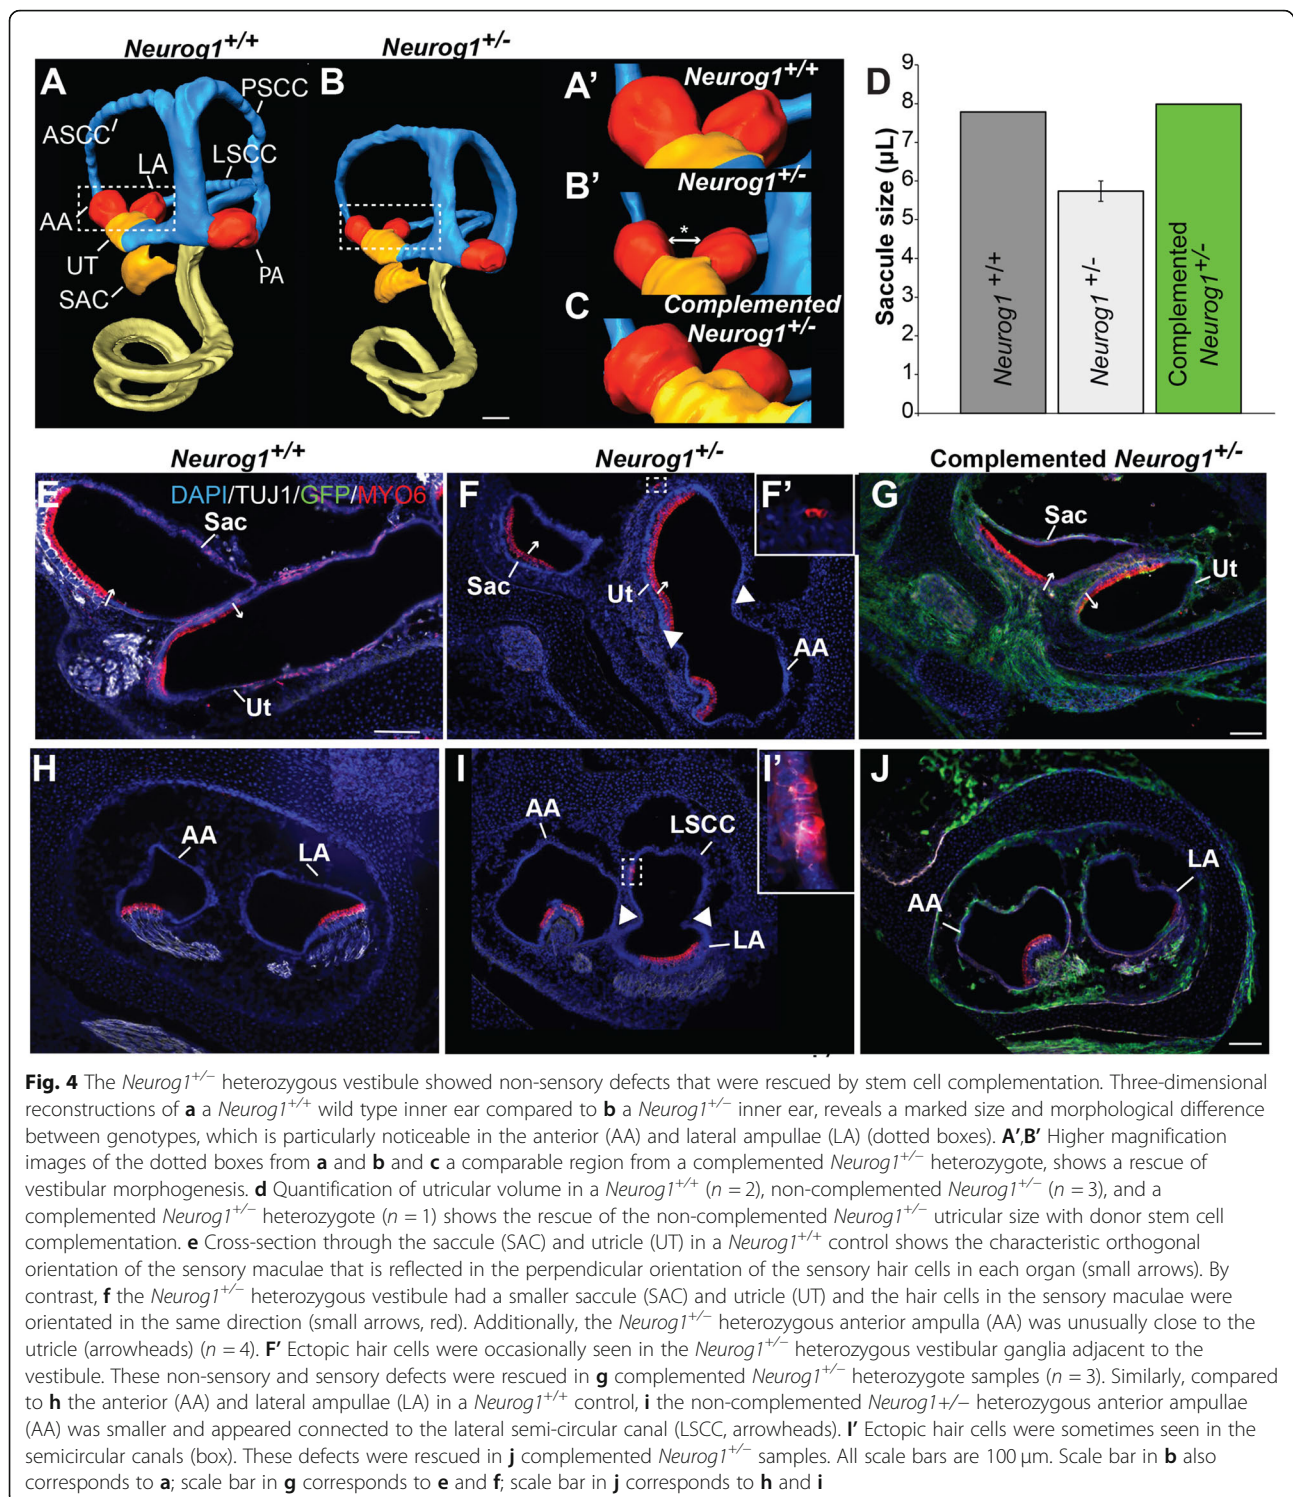 Neurog1+/+
Neurog1+/-
A
B
PSCC
ASCC
LA
LSCC
AA
UT
SAC
PA
A'
Neurog1+/+
B'
Neurog1+/-
*
C
Complemented
Neurog1+/-
D
Saccule size (µL)
9
8
7
6
5
4
3
2
1
0
Neurog1 +/+
Neurog1 +/-
Complemented
Neurog1+/-
Neurog1+/+
Neurog1+/-
Complemented Neurog1+/-
E
DAPI/TUJ1/GFP/MYO6
Sac
Ut
F
F'
Sac
Ut
AA
G
Sac
Ut
H
AA
LA
I
I'
AA
LSCC
LA
J
LA
AA
Fig. 4 The Neurog1+/− heterozygous vestibule showed non-sensory defects that were rescued by stem cell complementation. Three-dimensional
reconstructions of a a Neurog1+/+ wild type inner ear compared to b a Neurog1+/− inner ear, reveals a marked size and morphological difference
between genotypes, which is particularly noticeable in the anterior (AA) and lateral ampullae (LA) (dotted boxes). A',B' Higher magnification
images of the dotted boxes from a and b and c a comparable region from a complemented Neurog1+/− heterozygote, shows a rescue of
vestibular morphogenesis. d Quantification of utricular volume in a Neurog1+/+ (n = 2), non-complemented Neurog1+/− (n = 3), and a
complemented Neurog1+/− heterozygote (n = 1) shows the rescue of the non-complemented Neurog1+/− utricular size with donor stem cell
complementation. e Cross-section through the saccule (SAC) and utricle (UT) in a Neurog1+/+ control shows the characteristic orthogonal
orientation of the sensory maculae that is reflected in the perpendicular orientation of the sensory hair cells in each organ (small arrows). By
contrast, f the Neurog1+/− heterozygous vestibule had a smaller saccule (SAC) and utricle (UT) and the hair cells in the sensory maculae were
orientated in the same direction (small arrows, red). Additionally, the Neurog1+/− heterozygous anterior ampulla (AA) was unusually close to the
utricle (arrowheads) (n = 4). F' Ectopic hair cells were occasionally seen in the Neurog1+/− heterozygous vestibular ganglia adjacent to the
vestibule. These non-sensory and sensory defects were rescued in g complemented Neurog1+/− heterozygote samples (n = 3). Similarly, compared
to h the anterior (AA) and lateral ampullae (LA) in a Neurog1+/+ control, i the non-complemented Neurog1+/− heterozygous anterior ampullae
(AA) was smaller and appeared connected to the lateral semi-circular canal (LSCC, arrowheads). I' Ectopic hair cells were sometimes seen in the
semicircular canals (box). These defects were rescued in j complemented Neurog1+/− samples. All scale bars are 100 µm. Scale bar in b also
corresponds to a; scale bar in g corresponds to e and f; scale bar in j corresponds to h and i